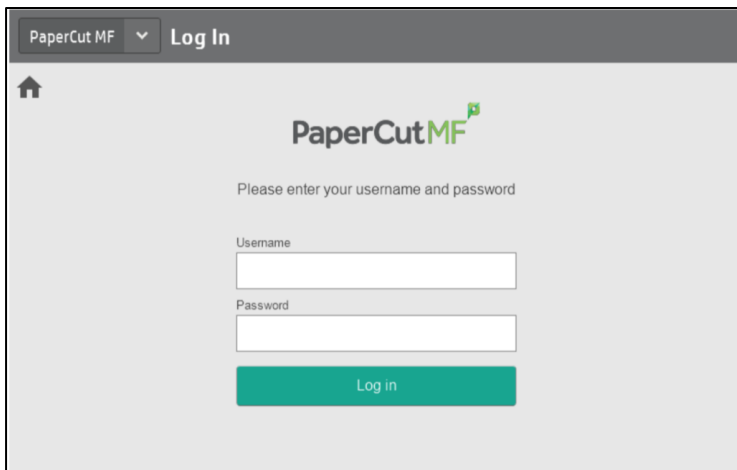 PaperCut MF Log In
PaperCutMF
Please enter your username and password
Username
Password
Log in